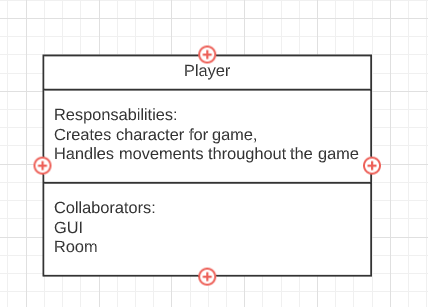 Player
Responsabilities:
Creates character for game,
Handles movements throughout the game
Collaborators:
GUI
Room